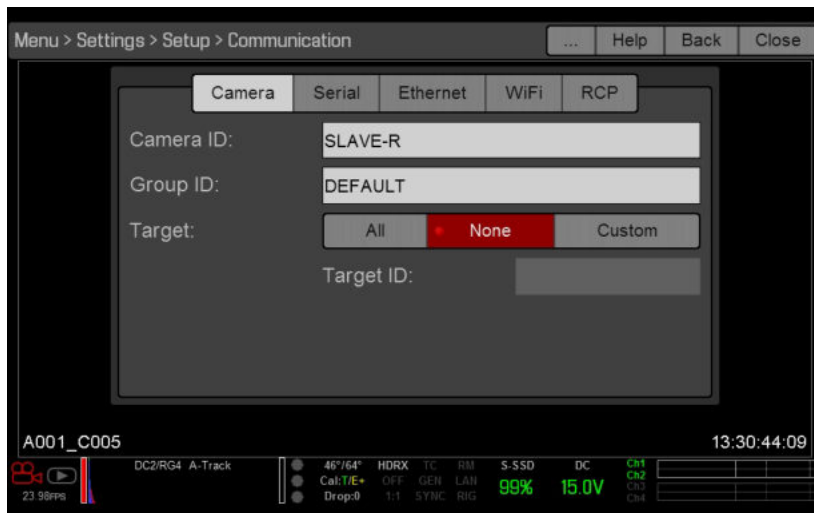 Menu > Settings > Setup > Communication ... Help Back Close
Camera Serial Ethernet WiFi RCP
Camera ID: SLAVE-R
Group ID: DEFAULT
Target: All None Custom
Target ID:
A001_C005 13:30:44:09
DC2/RG4 A-Track 46°/64° HDRX TC RM S-SSD DC Ch1
Cal:T/E+ OFF GEN LAN 99% 15.0V Ch2
23 98FPS Drop:0 1:1 SYNC RIG Ch3
Ch4